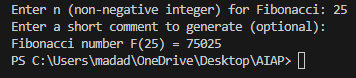 Enter n (non-negative integer) for Fibonacci: 25
Enter a short comment to generate (optional):
Fibonacci number F(25) = 75025
PS C:\Users\madad\OneDrive\Desktop\AIAP>